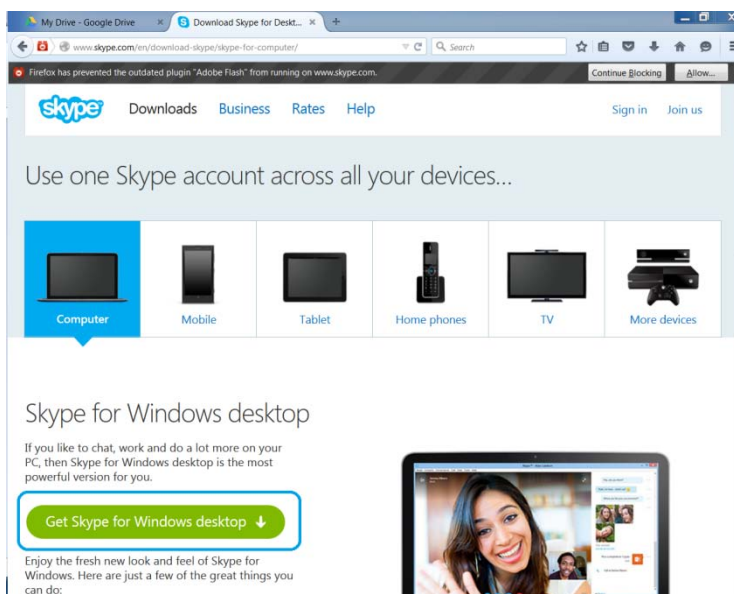 My Drive - Google Drive
Download Skype for Deskt...
www.skype.com/en/download-skype/skype-for-computer/
Search
Firefox has prevented the outdated plugin "Adobe Flash" from running on www.skype.com.
Continue Blocking
Allow...
skype
Downloads
Business
Rates
Help
Sign in
Join us
Use one Skype account across all your devices...
Computer
Mobile
Tablet
Home phones
TV
More devices
Skype for Windows desktop
If you like to chat, work and do a lot more on your
PC, then Skype for Windows desktop is the most
powerful version for you.
Get Skype for Windows desktop
Enjoy the fresh new look and feel of Skype for
Windows. Here are just a few of the great things you
can do: